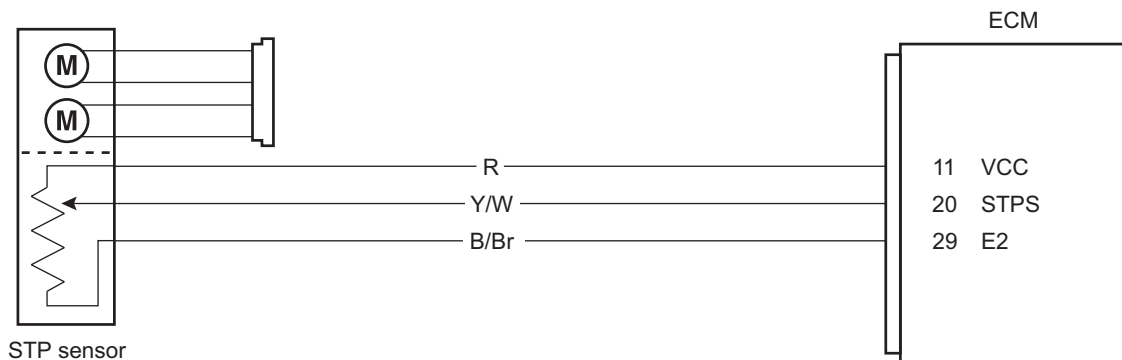 ECM
M
M
R
11 VCC
Y/W
20 STPS
B/Br
29 E2
STP sensor